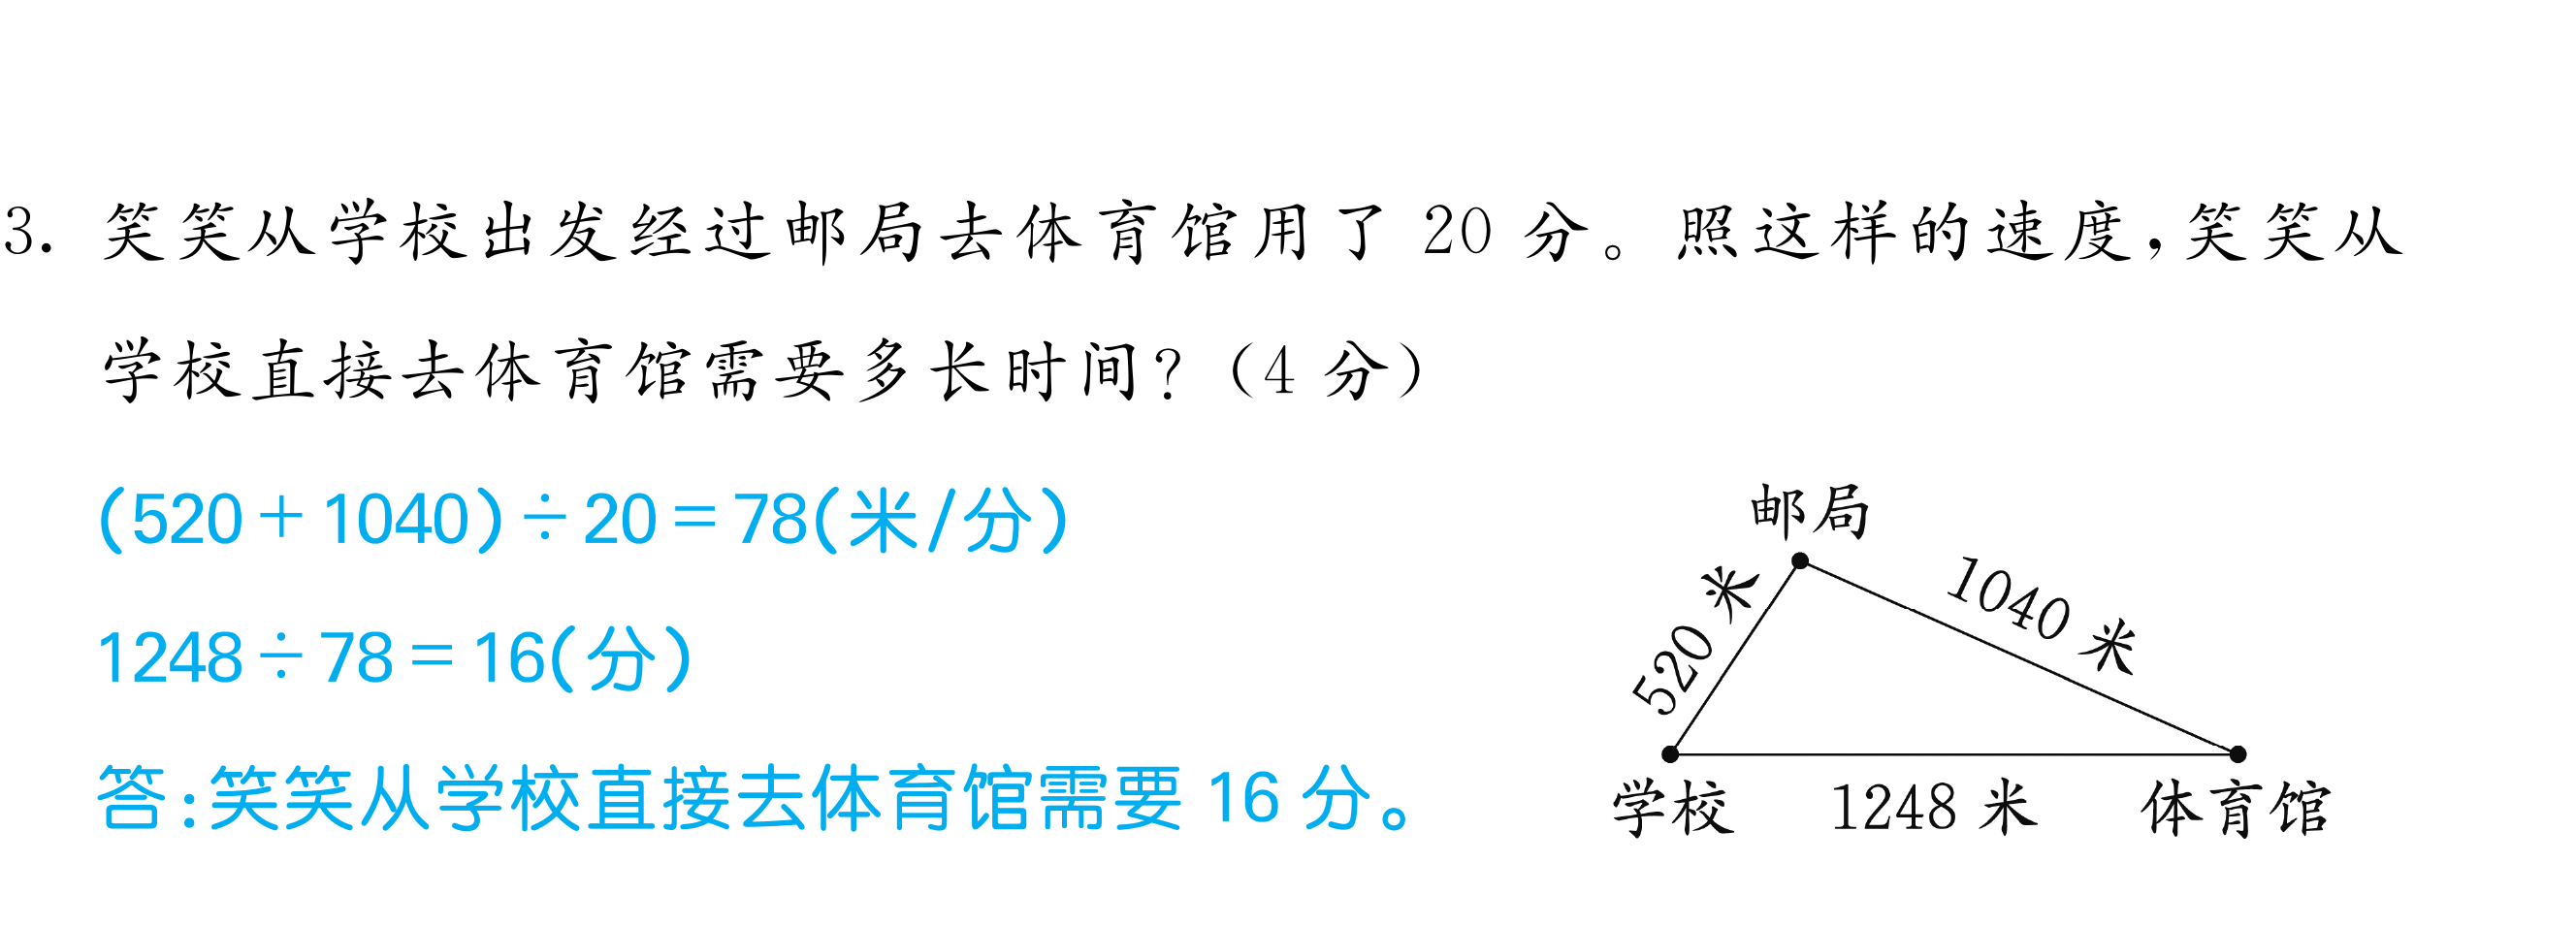 3. 笑笑从学校出发经过邮局去体育馆用了 20 分。照这样的速度,笑笑从
学校直接去体育馆需要多长时间?(4 分)
(520+1040)÷20=78(米/分)
1248÷78=16(分)
答:笑笑从学校直接去体育馆需要 16 分。
邮局
520 米
1040 米
学校
1248 米
体育馆